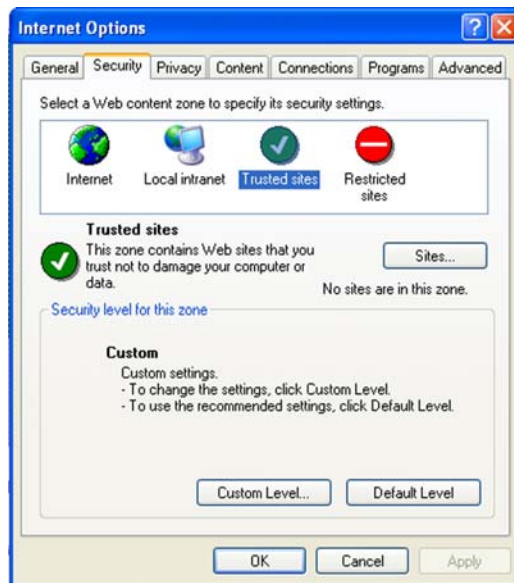 Internet Options
General Security Privacy Content Connections Programs Advanced
Select a Web content zone to specify its security settings.
Internet Local intranet Trusted sites Restricted
sites
Trusted sites
This zone contains Web sites that you
trust not to damage your computer or
data.
Sites...
No sites are in this zone.
Security level for this zone
Custom
Custom settings.
- To change the settings, click Custom Level.
- To use the recommended settings, click Default Level.
Custom Level... Default Level
OK Cancel Apply